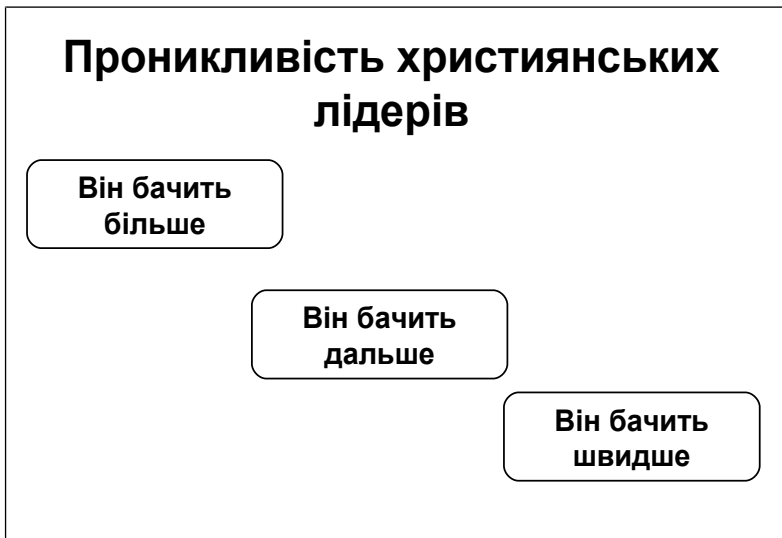 Проникливість християнських
лідерів
Він бачить
більше
Він бачить
дальше
Він бачить
швидше